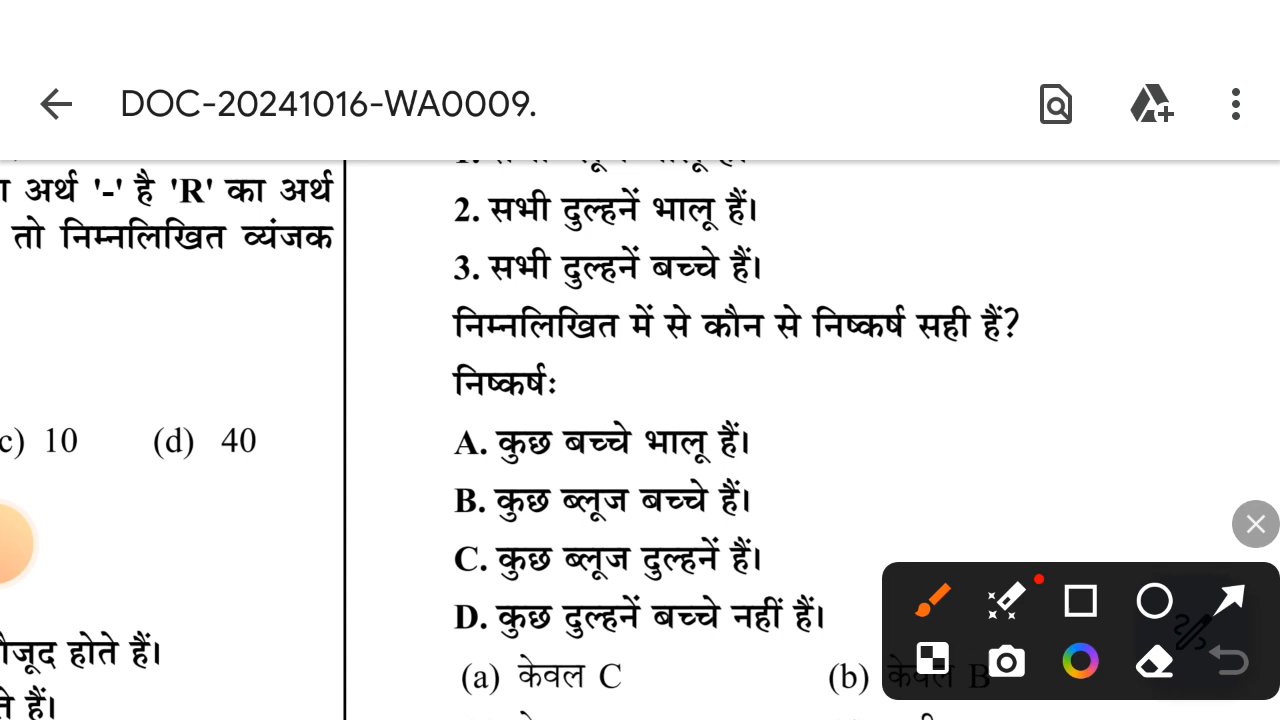 DOC-20241016-WA0009.
अर्थ '-' है 'R' का अर्थ
तो निम्नलिखित व्यंजक
c) 10 (d) 40
होते हैं।
हैं।
2. सभी दुल्हनें भालू हैं।
3. सभी दुल्हनें बच्चे हैं।
निम्नलिखित में से कौन से निष्कर्ष सही हैं?
निष्कर्षः
A. कुछ बच्चे भालू हैं।
B. कुछ ब्लूज बच्चे हैं।
C. कुछ ब्लूज दुल्हनें हैं।
D. कुछ दुल्हनें बच्चे नहीं हैं।
(a) केवल C (b) केवल B